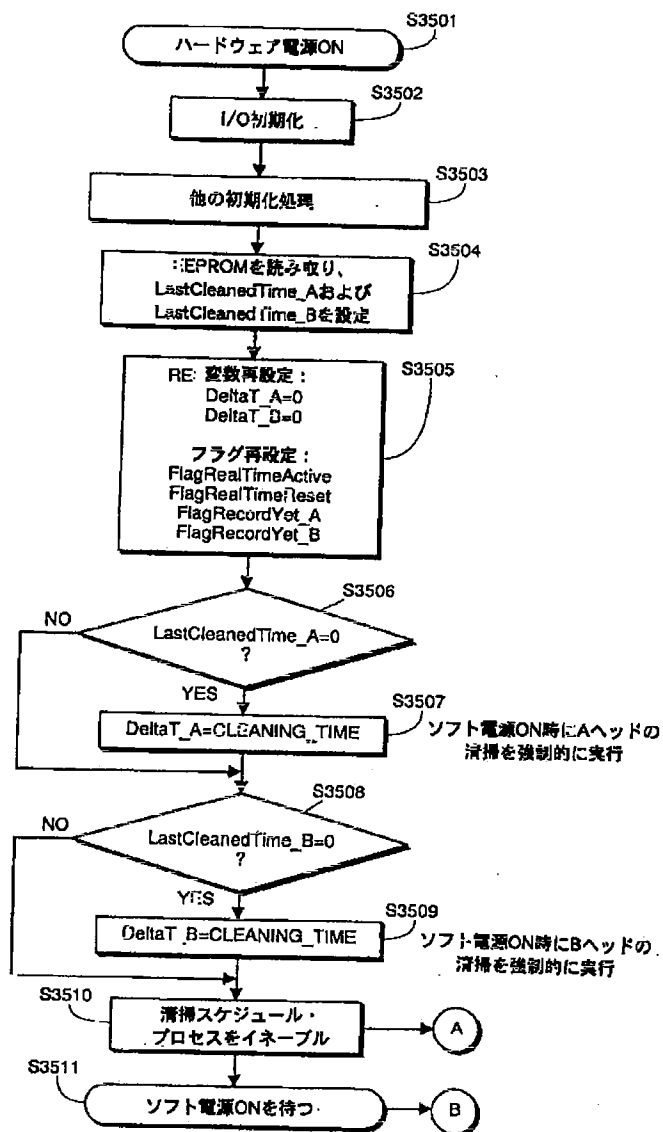 S3501
ハードウェア電源ON
S3502
I/O初期化
S3503
他の初期化処理
S3504
EEPROMを読み取り、
LastCleanedTime_Aおよび
LastCleanedTime_Bを設定
S3505
RE: 変数再設定:
DeltaT_A=0
DeltaT_B=0
フラグ再設定:
FlagRealTimeActive
FlagRealTimeReset
FlagRecordYet_A
FlagRecordYet_B
S3506
NO
LastCleanedTime_A=0
?
YES
S3507
DeltaT_A=CLEANING_TIME
ソフト電源ON時にAヘッドの
清掃を強制的に実行
S3508
NO
LastCleanedTime_B=0
?
YES
S3509
DeltaT_B=CLEANING_TIME
ソフト電源ON時にBヘッドの
清掃を強制的に実行
S3510
清掃スケジュール・
プロセスをイネーブル
A
S3511
ソフト電源ONを待つ
B